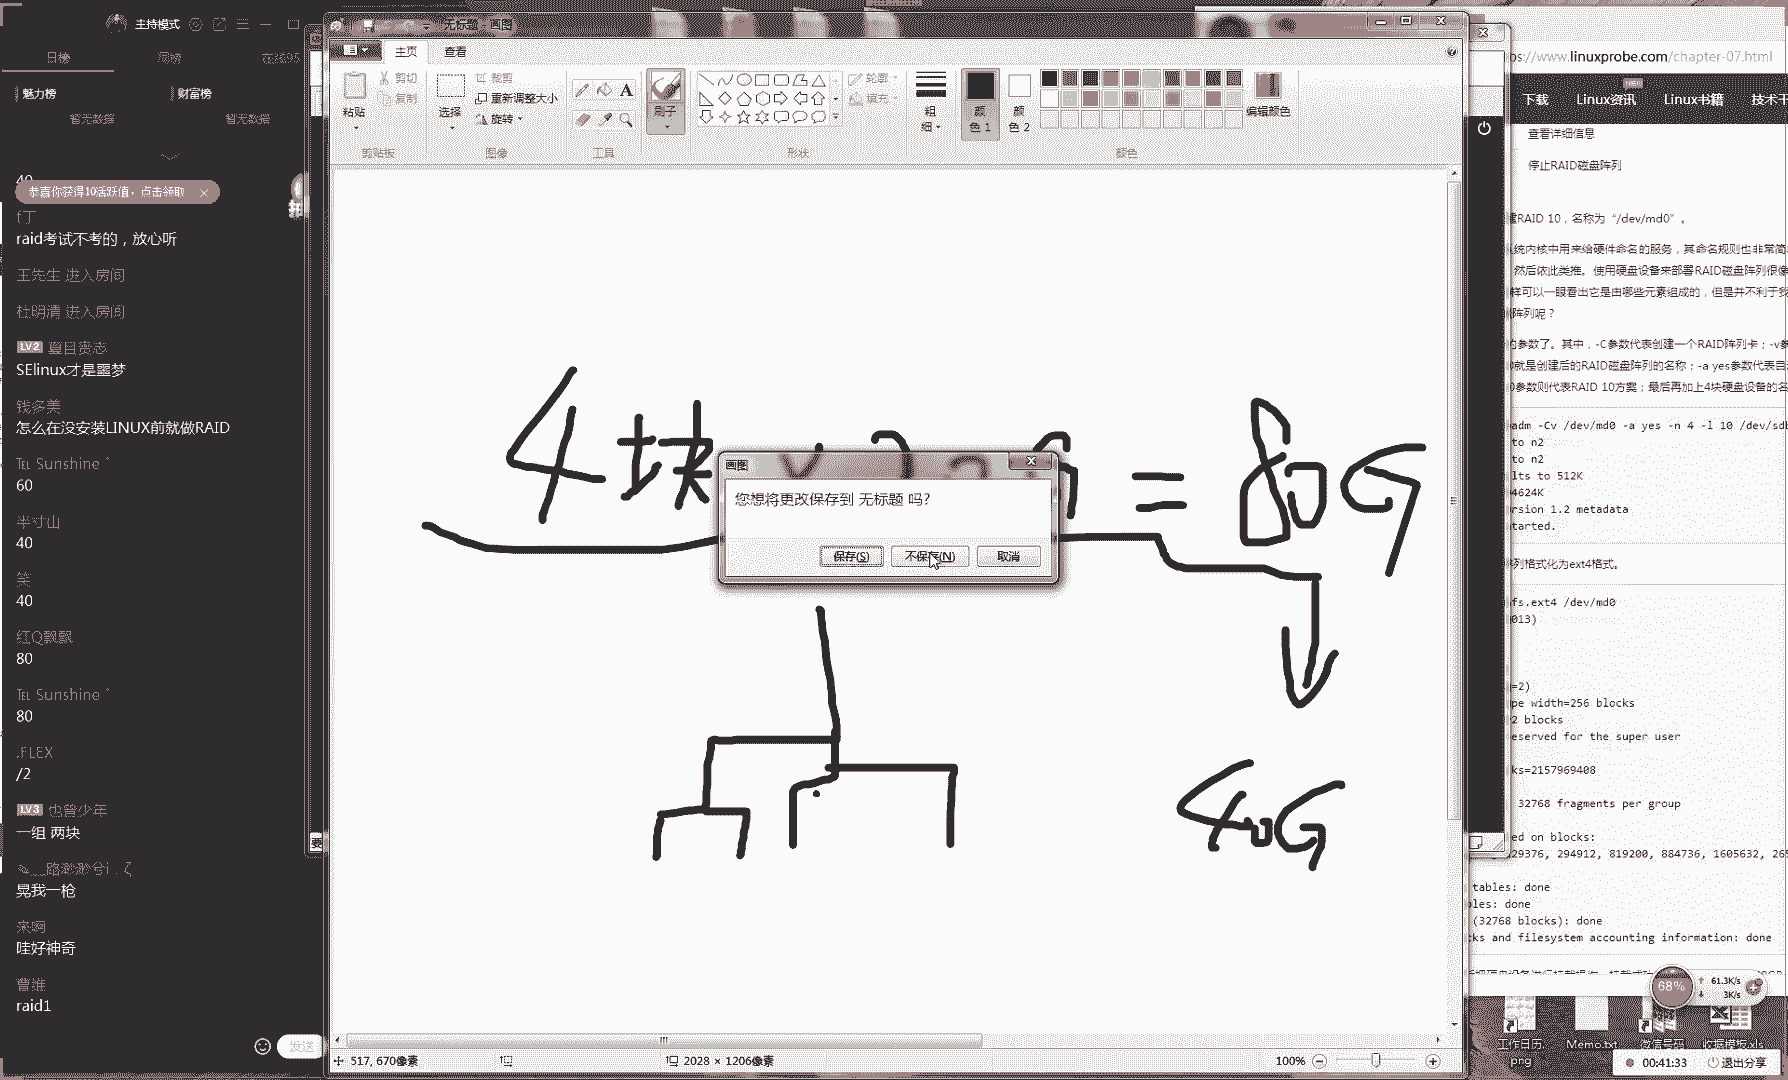 主持模式
日榜
周榜
在线95
魅力榜
财富榜
暂无数据
暂无数据
40
恭喜你获得10活跃值，点击领取
f丁
raid考试不考的，放心听
王先生 进入房间
杜明清 进入房间
LV2 夏目贵志
SElinux才是噩梦
钱多美
怎么在没安装LINUX前就做RAID
Sunshine
60
半寸山
40
笑
40
红Q飘飘
80
Sunshine
80
.FLEX
/2
LV3 也曾少年
一组 两块
晃我一枪
来啊
哇好神奇
曹维
raid1
发送
无标题 - 画图
主页
查看
粘贴
剪切
复制
剪贴板
选择
裁剪
重新调整大小
旋转
图像
工具
刷子
轮廓
填充
形状
粗细
颜色 1
颜色 2
编辑颜色
颜色
4块
= 80G
40G
画图
您想将更改保存到 无标题 吗?
保存(S)
不保存(N)
取消
517, 670像素
2028 × 1206像素
100%
www.linuxprobe.com/chapter-07.html
下载
Linux资讯
Linux书籍
查看详细信息
停止RAID磁盘阵列
RAID 10，名称为“/dev/md0”。
统内核中用来给硬件命名的服务，其命名规则也非常简
然后依此类推。使用硬盘设备来部署RAID磁盘阵列很像
样可以一眼看出它是由哪些元素组成的，但是并不利于我
阵列呢？
的参数了。其中，-C参数代表创建一个RAID阵列卡；-v参
就是创建后的RAID磁盘阵列的名称；-a yes参数代表自
0参数则代表RAID 10方案；最后再加上4块硬盘设备的名
adm -Cv /dev/md0 -a yes -n 4 -l 10 /dev/sdb
to n2
to n2
lts to 512K
4624K
rsion 1.2 metadata
tarted.
列格式化为ext4格式。
fs.ext4 /dev/md0
013)
=2)
pe width=256 blocks
2 blocks
eserved for the super user
ks=2157969408
32768 fragments per group
ed on blocks:
29376, 294912, 819200, 884736, 1605632, 265
tables: done
les: done
(32768 blocks): done
ks and filesystem accounting information: done
68%
61.3K/s
3K/s
工作日历.png
Memo.txt
微信号码
收据模板.xls
00:41:33
退出分享